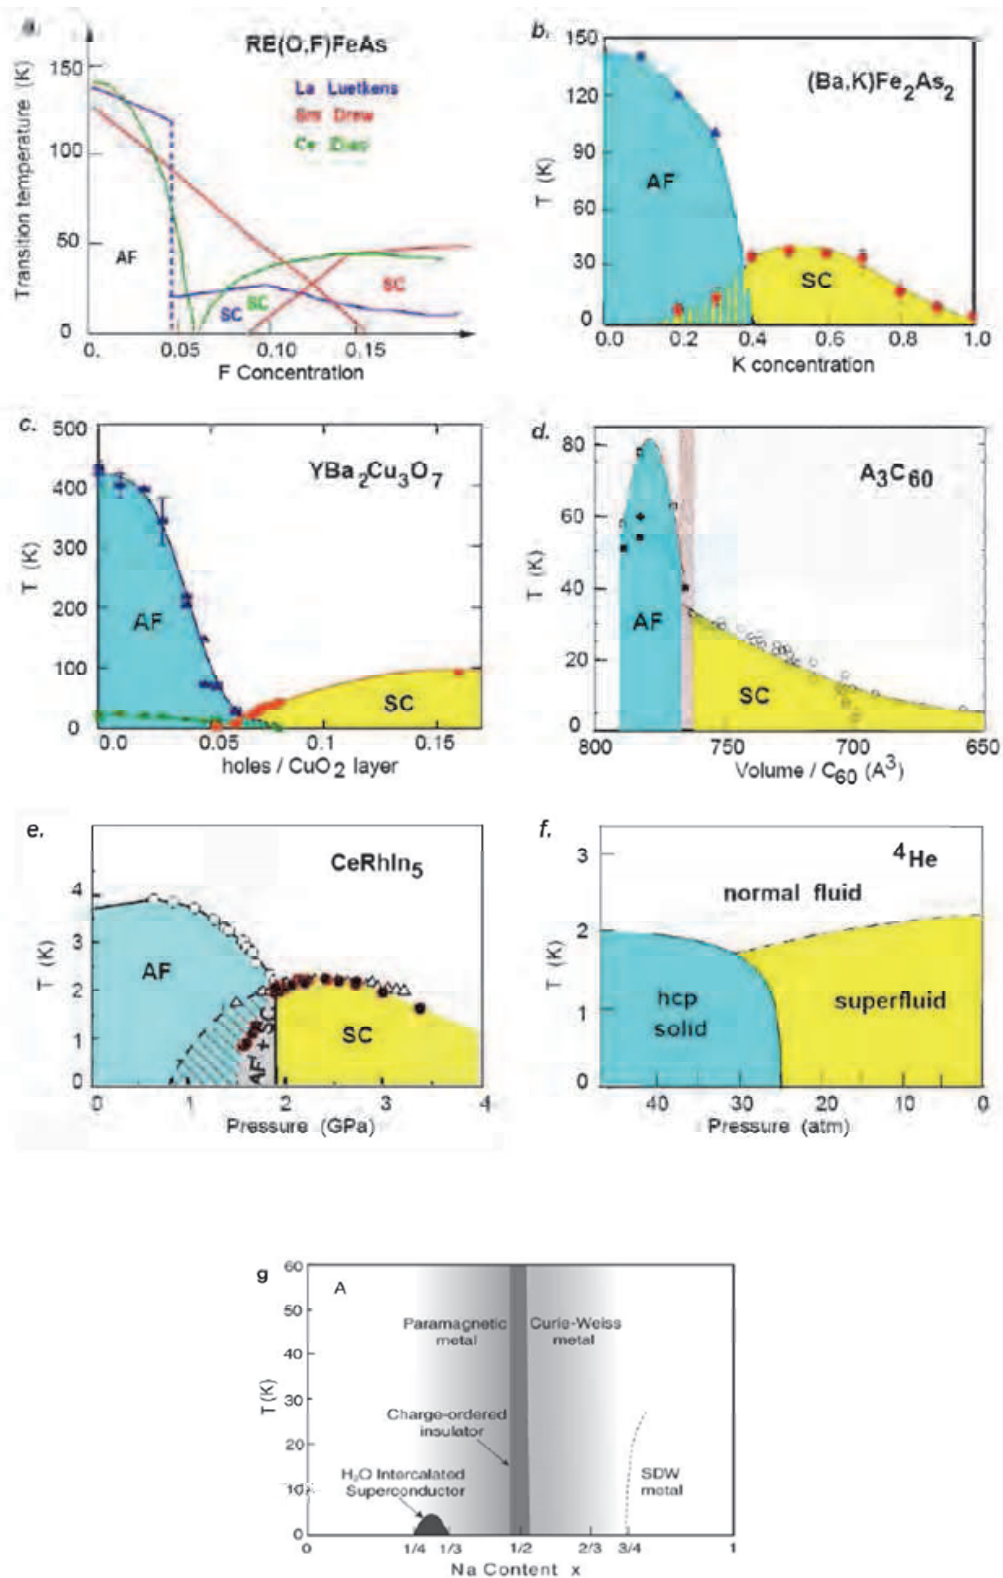 a.
RE(O,F)FeAs
La Luetkens
Sm Drew
Ce
150
100
50
0
Transition temperature (K)
AF
SC
SC
SC
0.
0.05
0.10
0.15
F Concentration
b.
150
120
90
60
30
0
T (K)
(Ba,K)Fe2As2
AF
SC
0.0
0.2
0.4
0.6
0.8
1.0
K concentration
c.
500
400
300
200
100
0
T (K)
YBa2Cu3O7
AF
SC
0.0
0.05
0.1
0.15
holes / CuO2 layer
d.
80
60
40
20
0
T (K)
A3C60
AF
SC
800
750
700
650
Volume / C60 (A3)
e.
CeRhIn5
4
3
2
1
0
T (K)
AF
AF + SC
SC
0
1
2
3
4
Pressure (GPa)
f.
4He
3
2
1
0
T (K)
normal fluid
hcp
solid
superfluid
40
30
20
10
0
Pressure (atm)
g
A
60
50
40
30
20
10
0
T(K)
Paramagnetic
metal
Curie-Weiss
metal
Charge-ordered
insulator
H2O Intercalated
Superconductor
SDW
metal
0
1/4
1/3
1/2
2/3
3/4
1
Na Content x